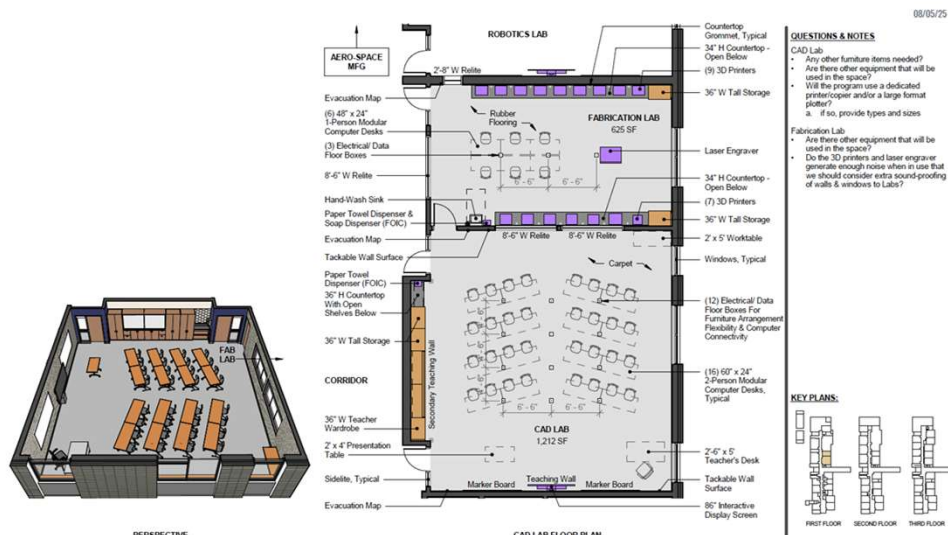 08/05/25
ROBOTICS LAB
AERO-SPACE
MFG
2'-8" W Relite
Evacuation Map
(6) 48" x 24"
1-Person Modular
Computer Desks
(3) Electrical/ Data
Floor Boxes
8'-6" W Relite
Hand-Wash Sink
Paper Towel Dispenser &
Soap Dispenser (FOIC)
Evacuation Map
Tackable Wall Surface
Paper Towel
Dispenser (FOIC)
36" H Countertop
With Open
Shelves Below
36" W Tall Storage
CORRIDOR
36" W Teacher
Wardrobe
2' x 4' Presentation
Table
Sidelite, Typical
Evacuation Map
Rubber
Flooring
FABRICATION LAB
625 SF
6' - 6"
6' - 6"
8'-6" W Relite
8'-6" W Relite
Carpet
6' - 6"
6' - 6"
6' - 6"
6' - 6"
Secondary Teaching Wall
CAD LAB
1,212 SF
Marker Board
Teaching Wall
Marker Board
Countertop
Grommet, Typical
34" H Countertop -
Open Below
(9) 3D Printers
36" W Tall Storage
Laser Engraver
34" H Countertop -
Open Below
(7) 3D Printers
36" W Tall Storage
2' x 5' Worktable
Windows, Typical
(12) Electrical/ Data
Floor Boxes For
Furniture Arrangement
Flexibility & Computer
Connectivity
(16) 60" x 24"
2-Person Modular
Computer Desks,
Typical
2'-6" x 5'
Teacher's Desk
Tackable Wall
Surface
86" Interactive
Display Screen
QUESTIONS & NOTES
CAD Lab
• Any other furniture items needed?
• Are there other equipment that will be
used in the space?
• Will the program use a dedicated
printer/copier and/or a large format
plotter?
a. if so, provide types and sizes
Fabrication Lab
• Are there other equipment that will be
used in the space?
• Do the 3D printers and laser engraver
generate enough noise when in use that
we should consider extra sound-proofing
of walls & windows to Labs?
KEY PLANS:
FIRST FLOOR
SECOND FLOOR
THIRD FLOOR
FAB
LAB
PERSPECTIVE
CAD LAB FLOOR PLAN